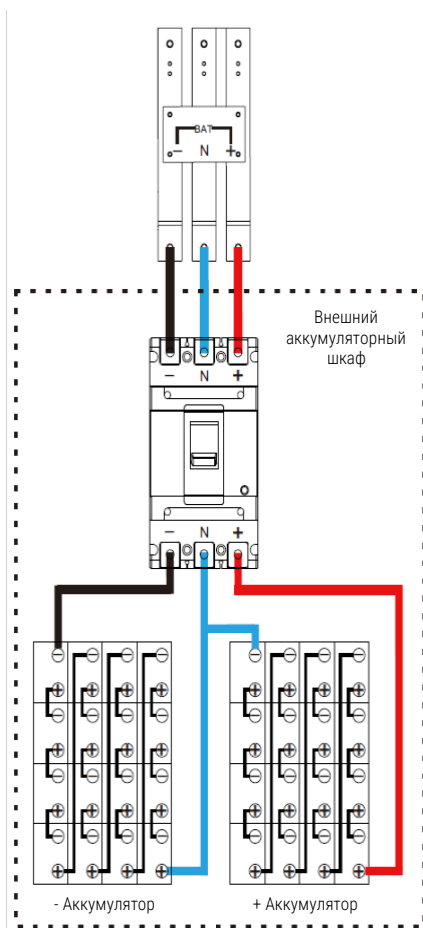 BAT
− N +
Внешний
аккумуляторный
шкаф
− N +
− N +
- Аккумулятор + Аккумулятор